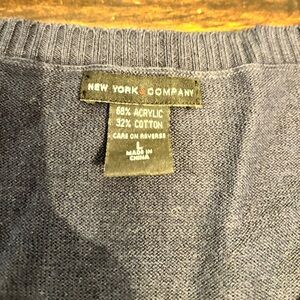 NEW YORK & COMPANY
68% ACRYLIC
32% COTTON
CARE ON REVERSE
L
MADE IN
CHINA